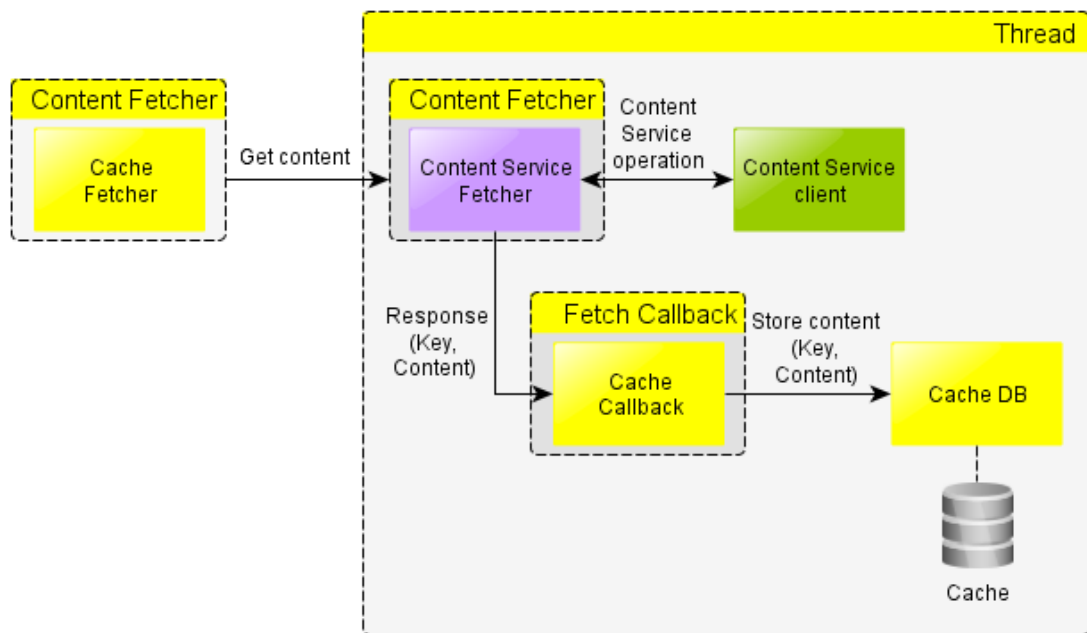 Thread
Content Fetcher
Cache
Fetcher
Get content
Content Fetcher
Content Service
Fetcher
Content
Service
operation
Content Service
client
Response
(Key,
Content)
Fetch Callback
Cache
Callback
Store content
(Key,
Content)
Cache DB
Cache